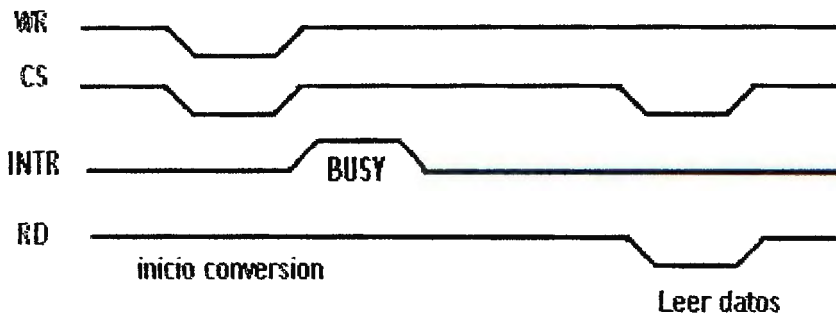 WR
CS
INTR
BUSY
RD
inicio conversion
Leer datos